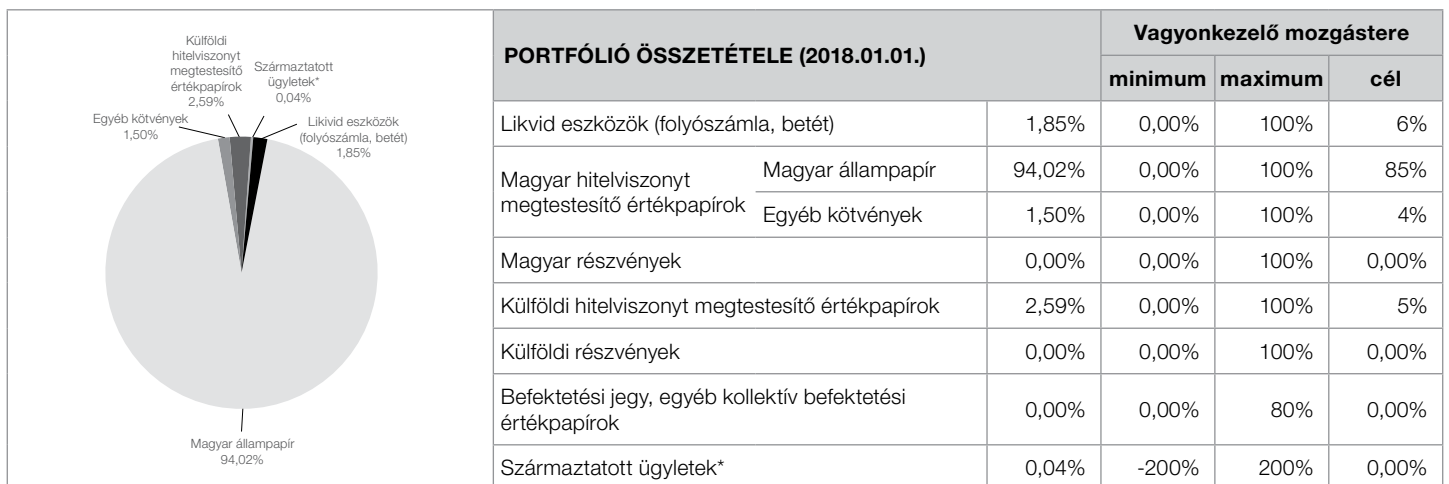 Külföldi
hitelviszonyt
megtestesítő
értékpapírok
2,59%
Származtatott
ügyletek*
0,04%
Egyéb kötvények
1,50%
Likivid eszközök
(folyószámla, betét)
1,85%
Magyar állampapír
94,02%
PORTFÓLIÓ ÖSSZETÉTELE (2018.01.01.) Vagyonkezelő mozgástere
minimum maximum cél
Likvid eszközök (folyószámla, betét) 1,85% 0,00% 100% 6%
Magyar hitelviszonyt
megtestesítő értékpapírok
Magyar állampapír 94,02% 0,00% 100% 85%
Egyéb kötvények 1,50% 0,00% 100% 4%
Magyar részvények 0,00% 0,00% 100% 0,00%
Külföldi hitelviszonyt megtestesítő értékpapírok 2,59% 0,00% 100% 5%
Külföldi részvények 0,00% 0,00% 100% 0,00%
Befektetési jegy, egyéb kollektív befektetési
értékpapírok 0,00% 0,00% 80% 0,00%
Származtatott ügyletek* 0,04% -200% 200% 0,00%